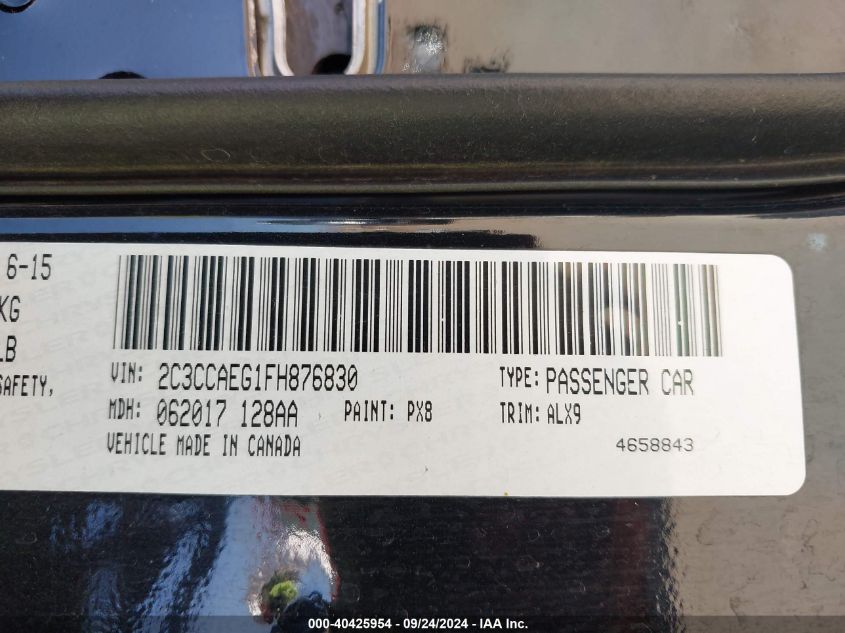 6-15
KG
LB
SAFETY,
VIN: 2C3CCAEG1FH876830
TYPE: PASSENGER CAR
MDH: 062017 128AA
PAINT: PX8
TRIM: ALX9
VEHICLE MADE IN CANADA
4658843
000-40425954 - 09/24/2024 - IAA Inc.